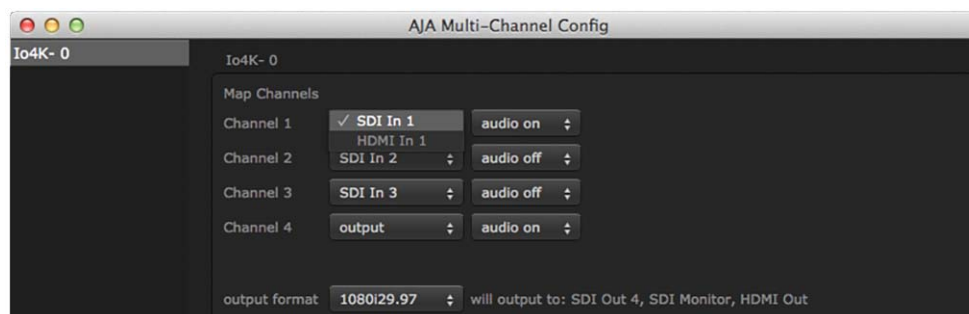 AJA Multi-Channel Config
Io4K- 0
Io4K- 0
Map Channels
Channel 1 ✓ SDI In 1 audio on
HDMI In 1
Channel 2 SDI In 2 audio off
Channel 3 SDI In 3 audio off
Channel 4 output audio on
output format 1080i29.97 will output to: SDI Out 4, SDI Monitor, HDMI Out